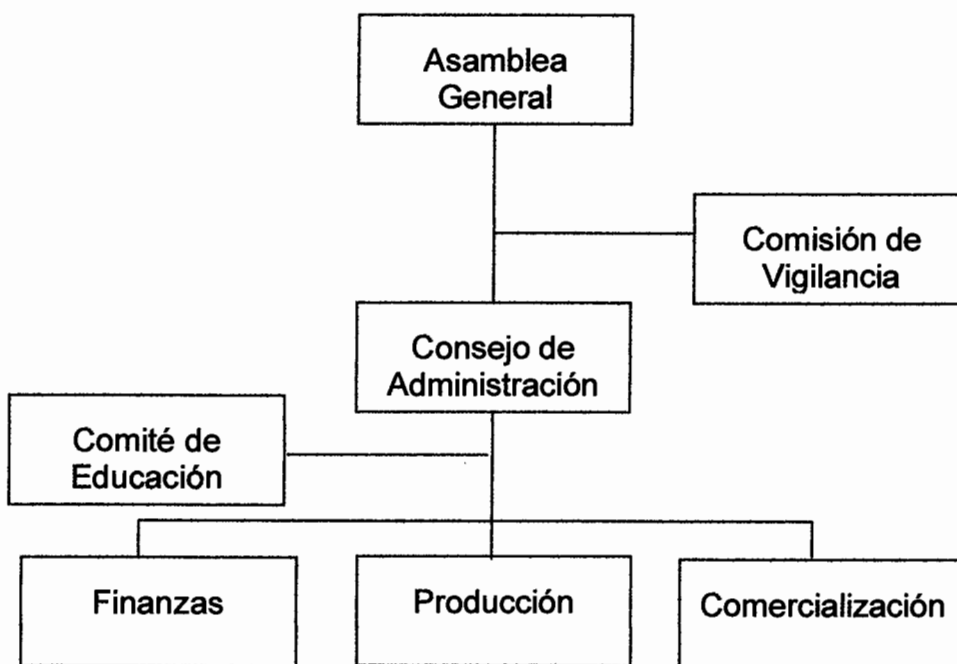 Asamblea
General
Comisión de
Vigilancia
Consejo de
Administración
Comité de
Educación
Finanzas
Producción
Comercialización